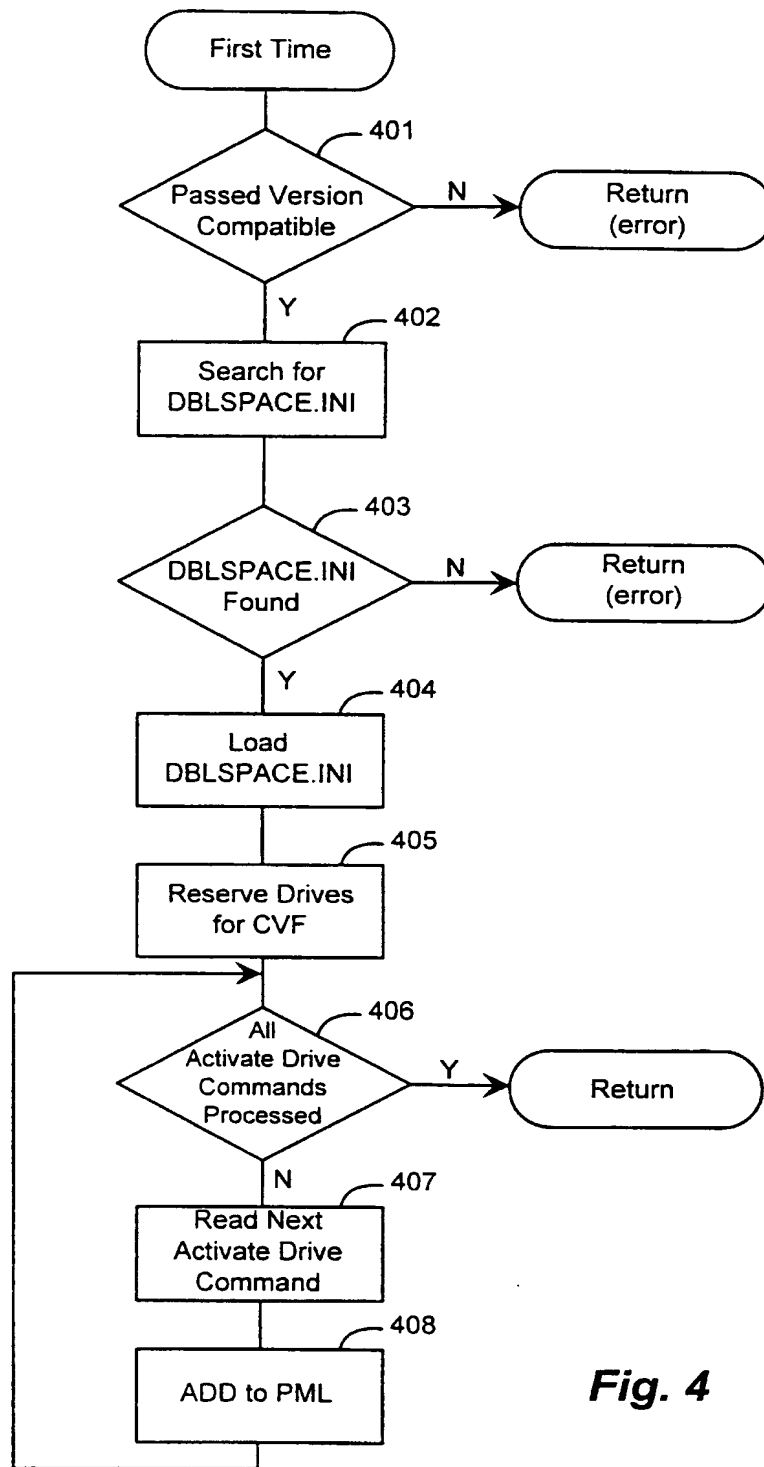 First Time
401
Passed Version
Compatible
N
Return
(error)
Y
402
Search for
DBLSPACE.INI
403
DBLSPACE.INI
Found
N
Return
(error)
Y
404
Load
DBLSPACE.INI
405
Reserve Drives
for CVF
406
All
Activate Drive
Commands
Processed
Y
Return
N
407
Read Next
Activate Drive
Command
408
ADD to PML
Fig. 4